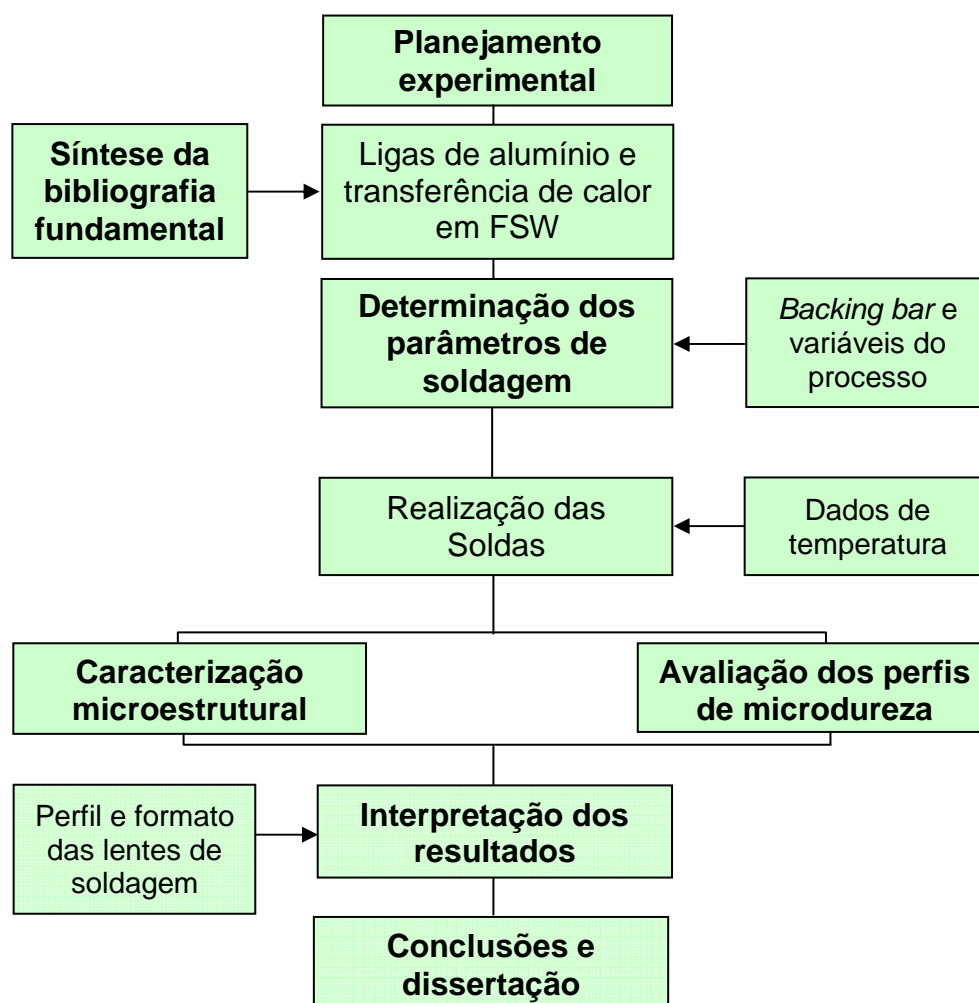 Planejamento
experimental
Síntese da
bibliografia
fundamental
Ligas de alumínio e
transferência de calor
em FSW
Determinação dos
parâmetros de
soldagem
Backing bar e
variáveis do
processo
Realização das
Soldas
Dados de
temperatura
Caracterização
microestrutural
Avaliação dos perfis
de microdureza
Perfil e formato
das lentes de
soldagem
Interpretação dos
resultados
Conclusões e
dissertação